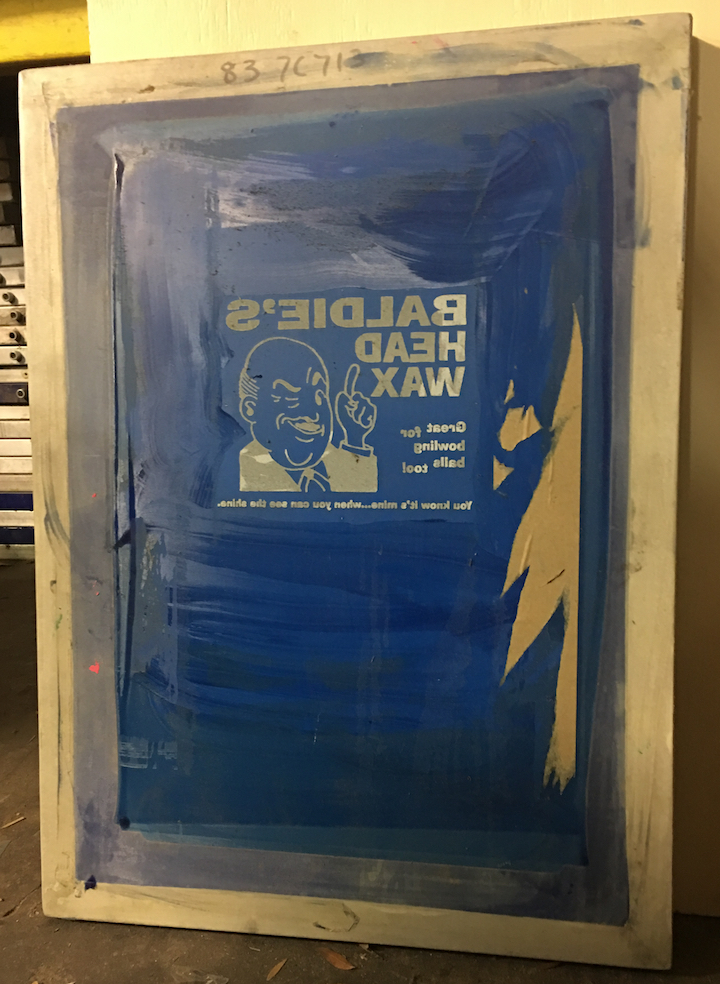 BALDIE'S
HEAD
WAX
Great for
bowling
balls too!
You know it's mine...when you can see the shine.